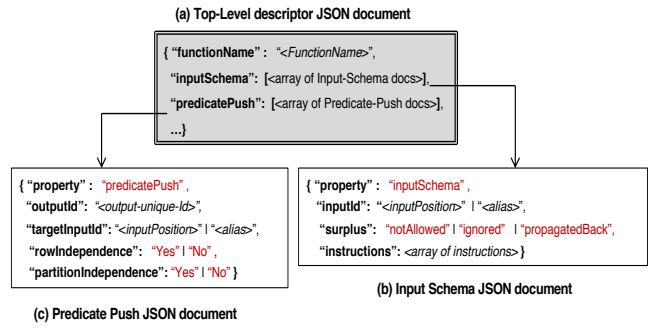 (a) Top-Level descriptor JSON document
{ “functionName” : “<FunctionName>”,
“inputSchema”: [<array of Input-Schema docs>],
“predicatePush”: [<array of Predicate-Push docs>],
…}
{ “property” : “predicatePush” ,
“outputId”: “<output-unique-Id>”,
“targetInputId”: “<inputPosition>” | “<alias>”,
“rowIndependence”: “Yes” | “No” ,
“partitionIndependence”: “Yes” | “No” }
(c) Predicate Push JSON document
{ “property” : “inputSchema” ,
“inputId”: “<inputPosition>” | “<alias>”,
“surplus”: “notAllowed” | “ignored” | “propagatedBack”,
“instructions”: <array of instructions> }
(b) Input Schema JSON document